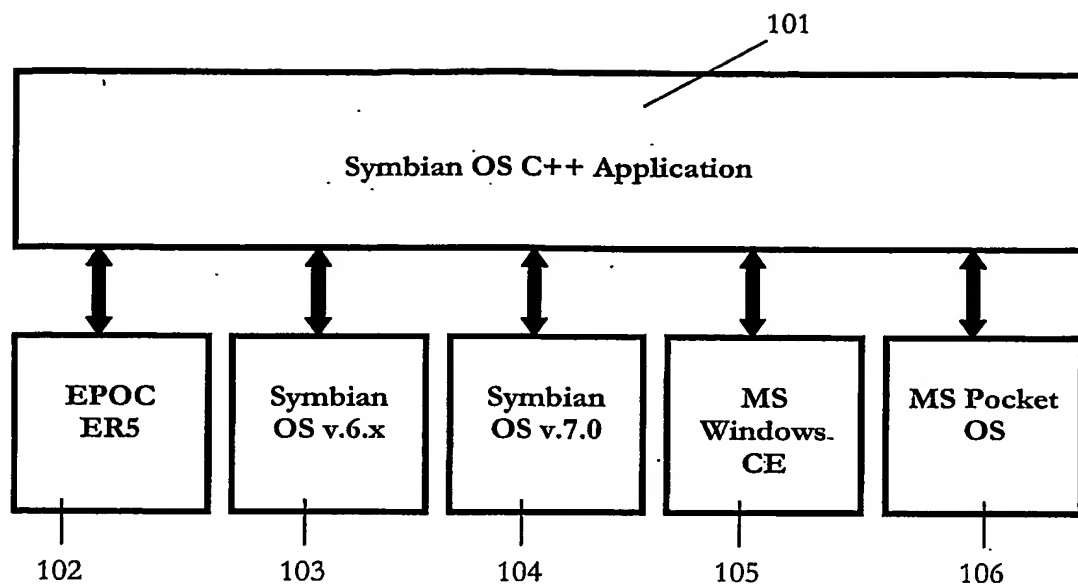 101
Symbian OS C++ Application
EPOC
ER5
Symbian
OS v.6.x
Symbian
OS v.7.0
MS
Windows-
CE
MS Pocket
OS
102
103
104
105
106